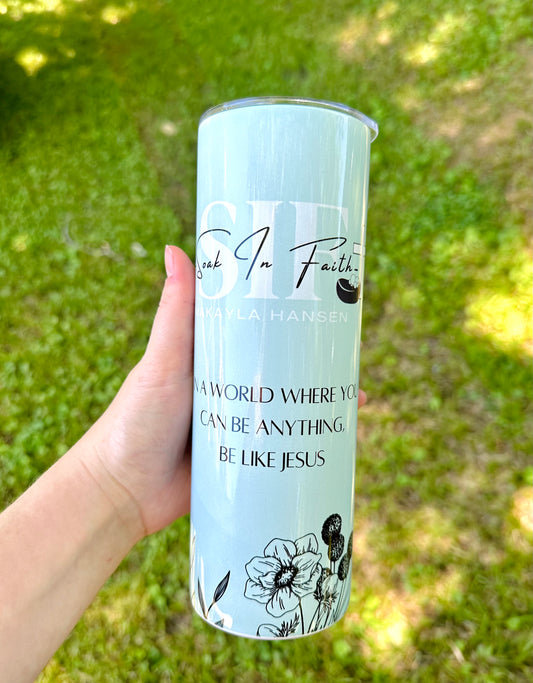 SIF
Soak In Faith
AKAYLA HANSEN
N A WORLD WHERE YOU
CAN BE ANYTHING,
BE LIKE JESUS